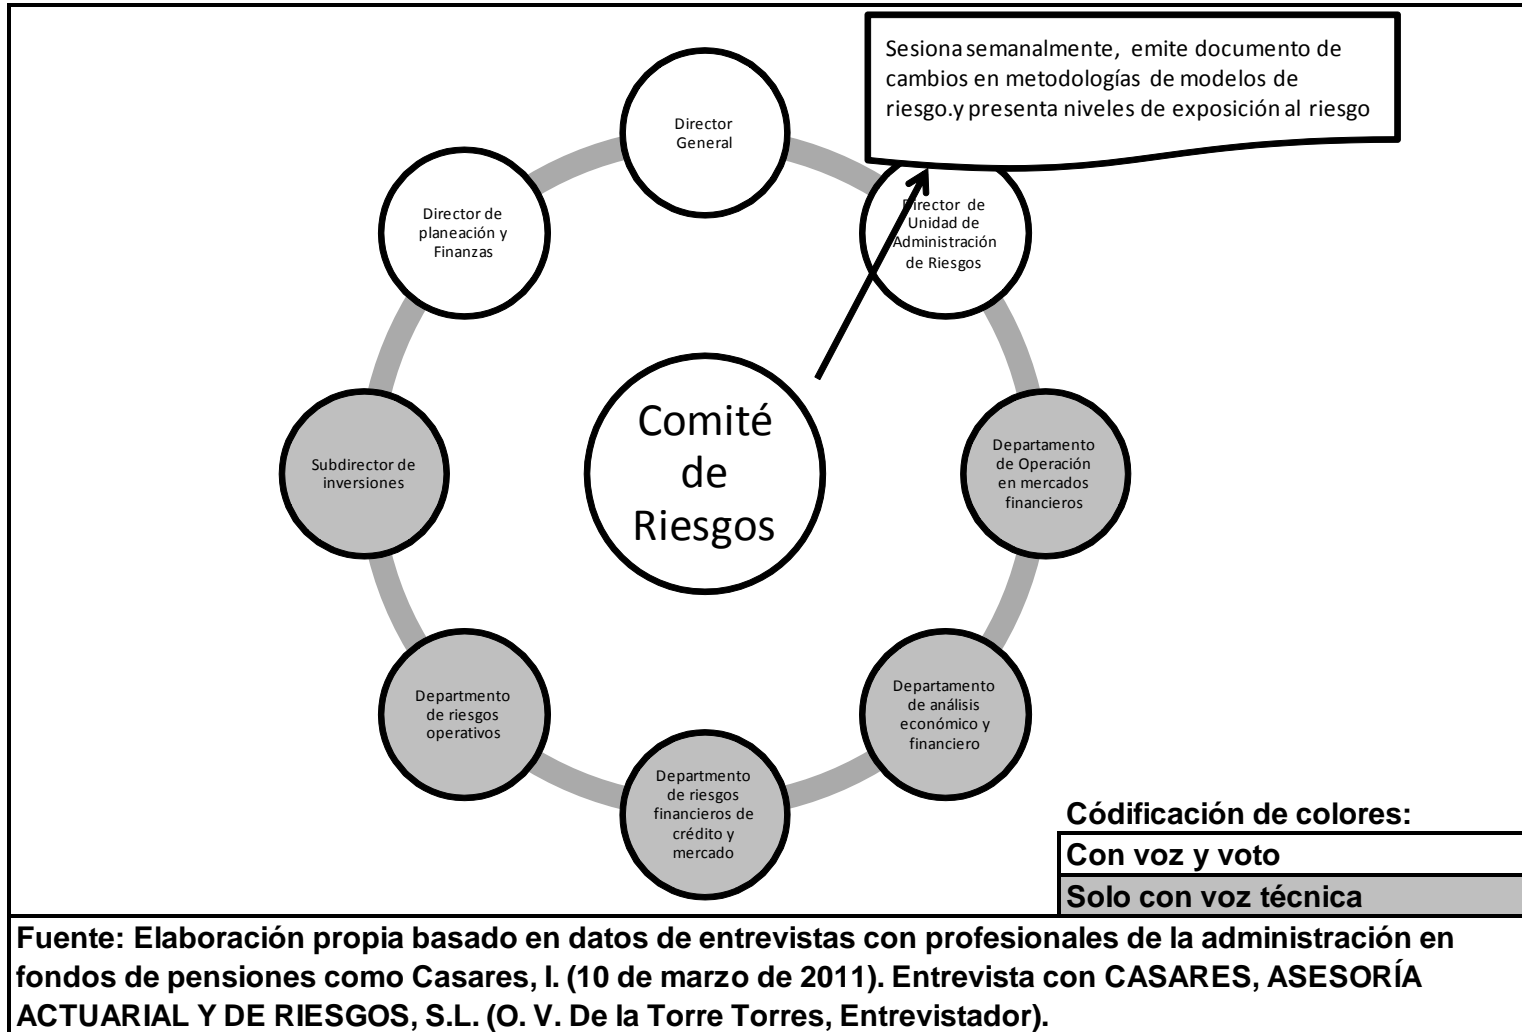 Sesiona semanalmente, emite documento de
cambios en metodologías de modelos de
riesgo.y presenta niveles de exposición al riesgo
Director
General
Director de
planeación y
Finanzas
Director de
Unidad de
Administración
de Riesgos
Comité
de
Riesgos
Subdirector de
inversiones
Departamento
de Operación
en mercados
financieros
Departmento
de riesgos
operativos
Departamento
de análisis
económico y
financiero
Departmento
de riesgos
financieros de
crédito y
mercado
Códificación de colores:
Con voz y voto
Solo con voz técnica
Fuente: Elaboración propia basado en datos de entrevistas con profesionales de la administración en
fondos de pensiones como Casares, I. (10 de marzo de 2011). Entrevista con CASARES, ASESORÍA
ACTUARIAL Y DE RIESGOS, S.L. (O. V. De la Torre Torres, Entrevistador).